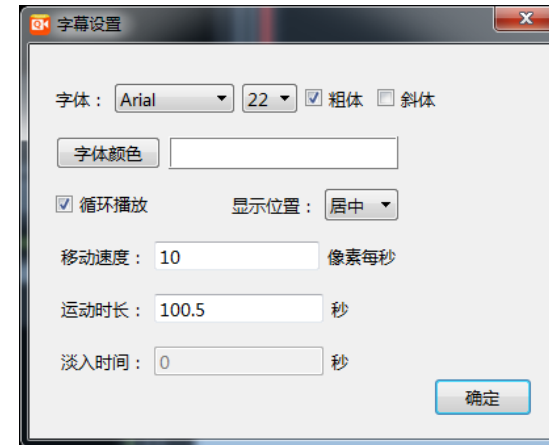 字幕设置
字体： Arial 22 粗体 斜体
字体颜色
循环播放 显示位置： 居中
移动速度： 10 像素每秒
运动时长： 100.5 秒
淡入时间： 0 秒
确定